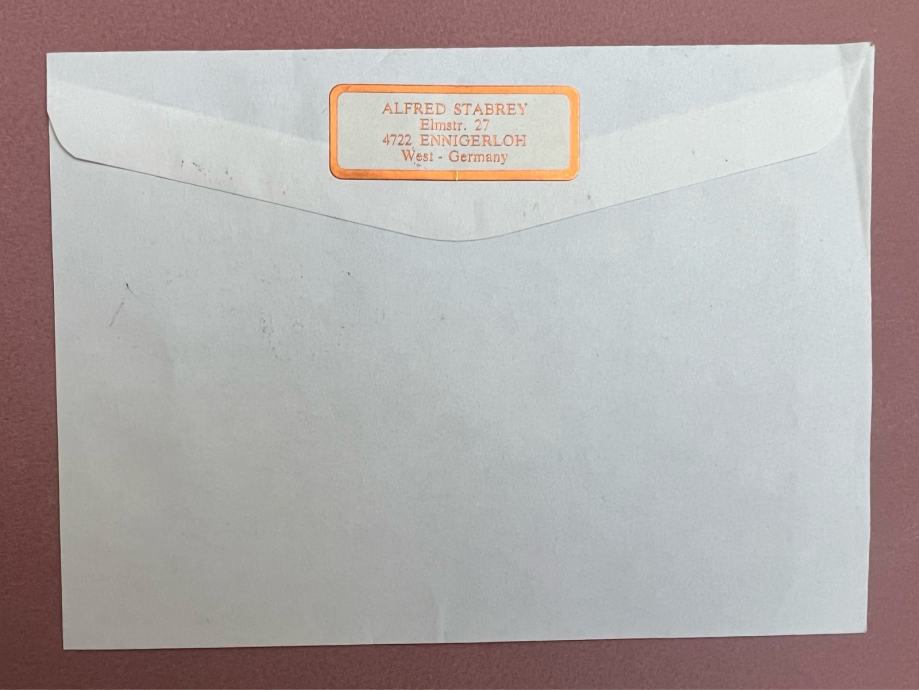 ALFRED STABREY
Elmstr. 27
4722 ENNIGERLOH
West - Germany